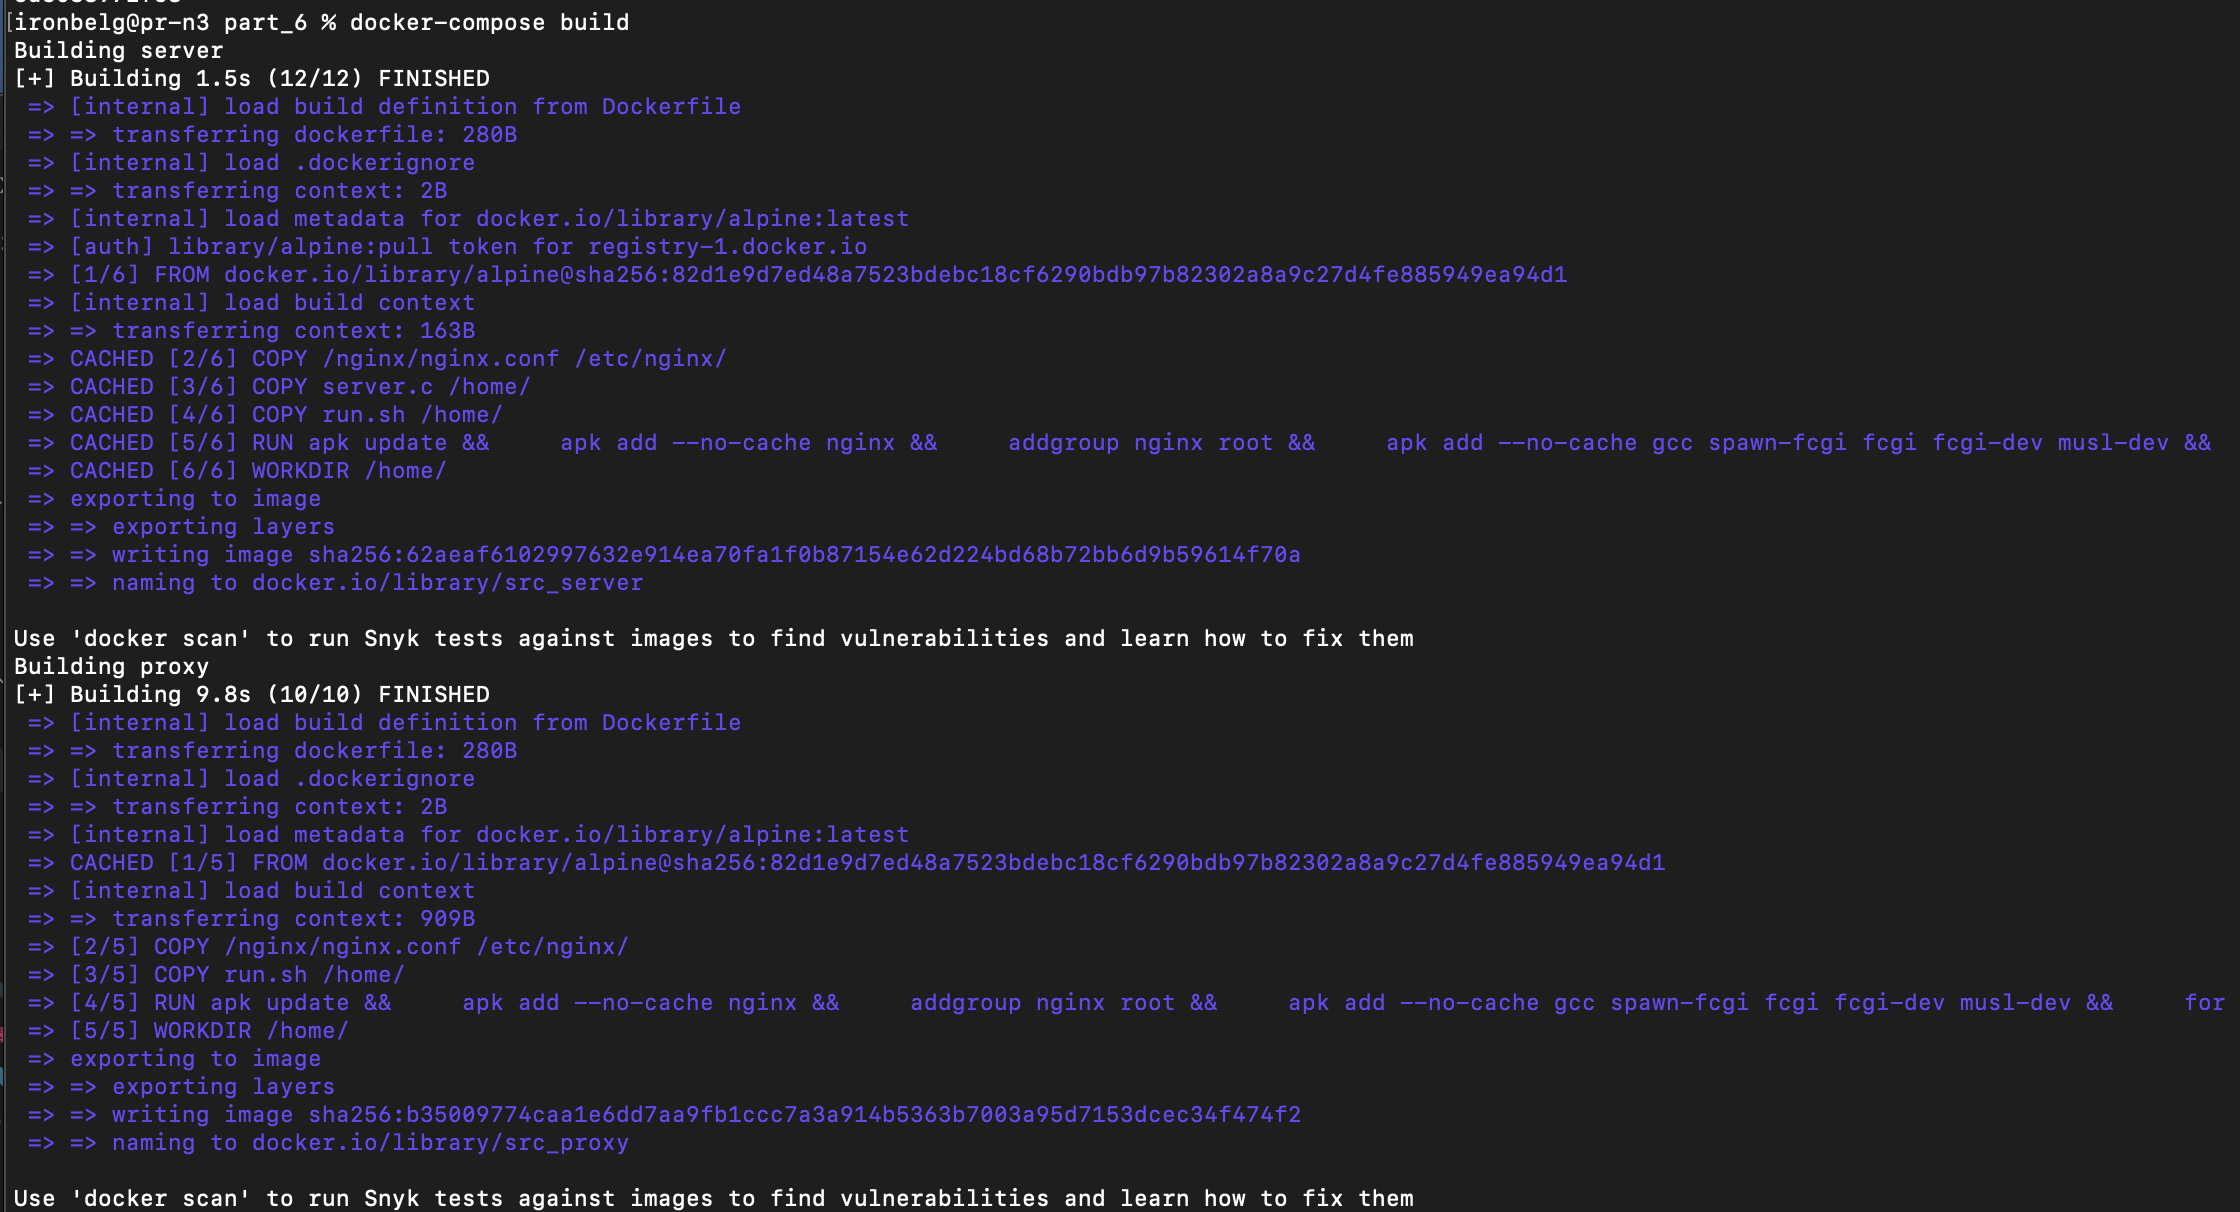 [ironbelg@pr-n3 part_6 % docker-compose build
Building server
[+] Building 1.5s (12/12) FINISHED
=> [internal] load build definition from Dockerfile
=> => transferring dockerfile: 280B
=> [internal] load .dockerignore
=> => transferring context: 2B
=> [internal] load metadata for docker.io/library/alpine:latest
=> [auth] library/alpine:pull token for registry-1.docker.io
=> [1/6] FROM docker.io/library/alpine@sha256:82d1e9d7ed48a7523bdebc18cf6290bdb97b82302a8a9c27d4fe885949ea94d1
=> [internal] load build context
=> => transferring context: 163B
=> CACHED [2/6] COPY /nginx/nginx.conf /etc/nginx/
=> CACHED [3/6] COPY server.c /home/
=> CACHED [4/6] COPY run.sh /home/
=> CACHED [5/6] RUN apk update &&     apk add --no-cache nginx &&     addgroup nginx root &&     apk add --no-cache gcc spawn-fcgi fcgi fcgi-dev musl-dev &&
=> CACHED [6/6] WORKDIR /home/
=> exporting to image
=> => exporting layers
=> => writing image sha256:62aeaf6102997632e914ea70fa1f0b87154e62d224bd68b72bb6d9b59614f70a
=> => naming to docker.io/library/src_server
Use 'docker scan' to run Snyk tests against images to find vulnerabilities and learn how to fix them
Building proxy
[+] Building 9.8s (10/10) FINISHED
=> [internal] load build definition from Dockerfile
=> => transferring dockerfile: 280B
=> [internal] load .dockerignore
=> => transferring context: 2B
=> [internal] load metadata for docker.io/library/alpine:latest
=> CACHED [1/5] FROM docker.io/library/alpine@sha256:82d1e9d7ed48a7523bdebc18cf6290bdb97b82302a8a9c27d4fe885949ea94d1
=> [internal] load build context
=> => transferring context: 909B
=> [2/5] COPY /nginx/nginx.conf /etc/nginx/
=> [3/5] COPY run.sh /home/
=> [4/5] RUN apk update &&     apk add --no-cache nginx &&     addgroup nginx root &&     apk add --no-cache gcc spawn-fcgi fcgi fcgi-dev musl-dev &&     for
=> [5/5] WORKDIR /home/
=> exporting to image
=> => exporting layers
=> => writing image sha256:b35009774caa1e6dd7aa9fb1ccc7a3a914b5363b7003a95d7153dcec34f474f2
=> => naming to docker.io/library/src_proxy
Use 'docker scan' to run Snyk tests against images to find vulnerabilities and learn how to fix them